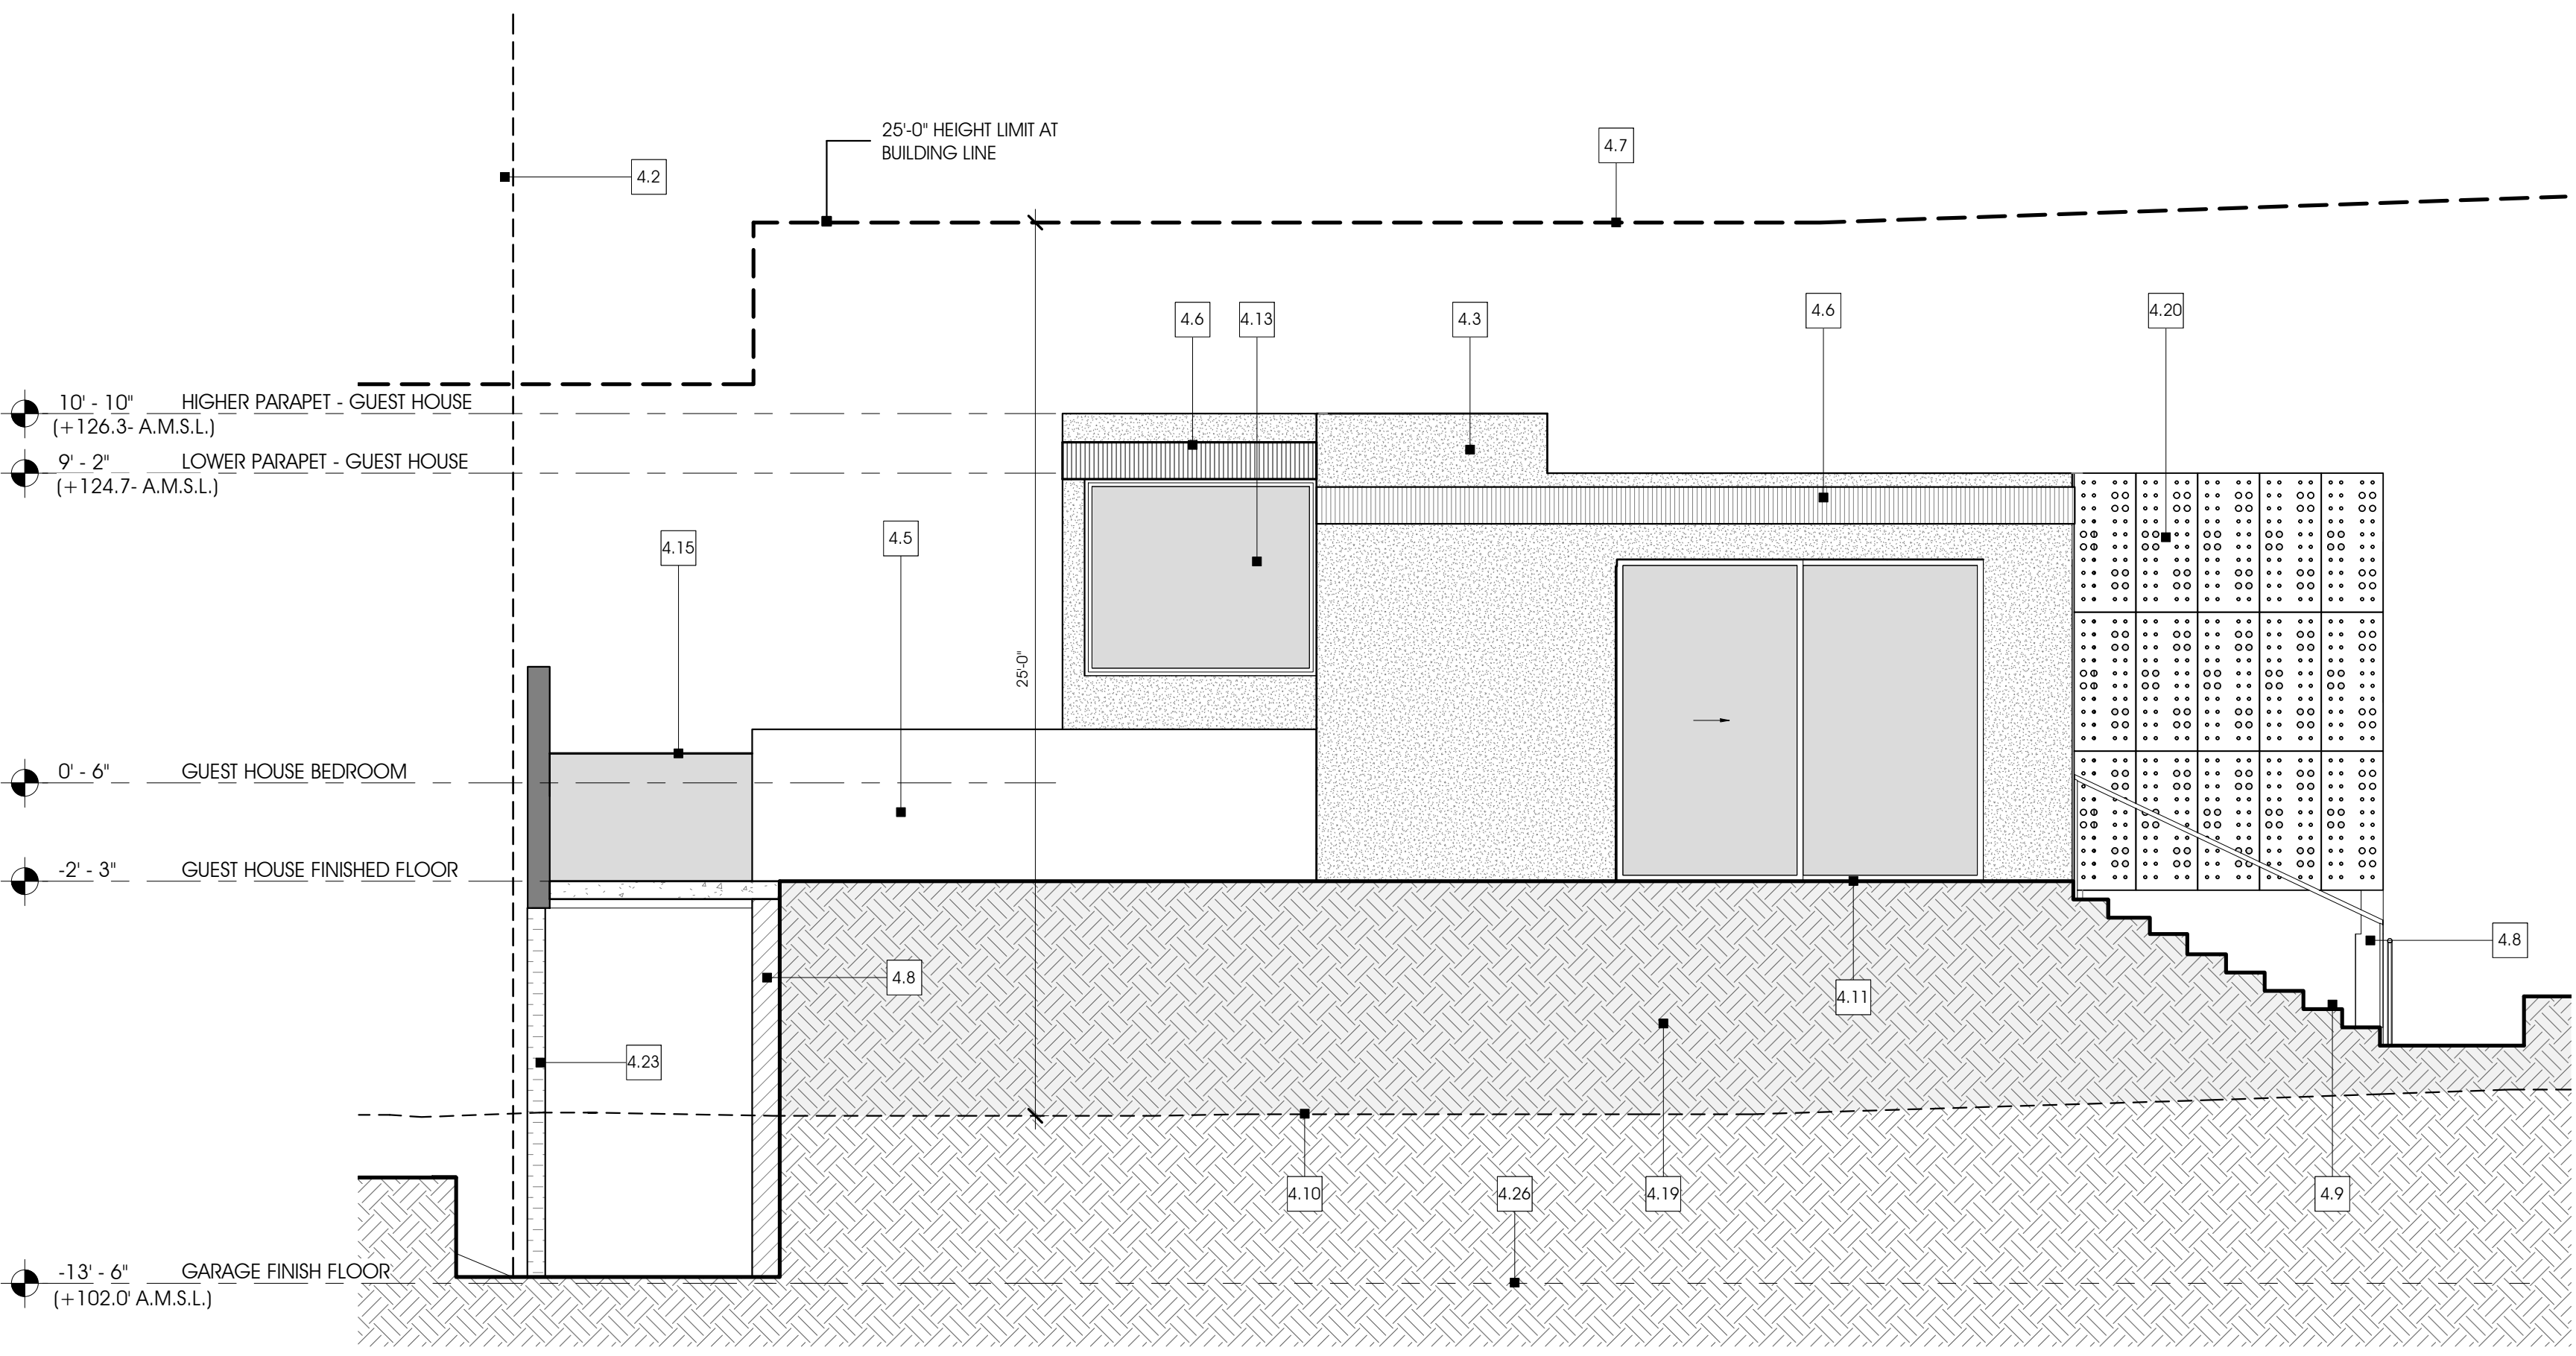 25'-0" HEIGHT LIMIT AT
BUILDING LINE
4.7
4.2
4.6
4.13
4.3
4.6
4.20
10' - 10" HIGHER PARAPET - GUEST HOUSE
(+126.3- A.M.S.L.)
9' - 2" LOWER PARAPET - GUEST HOUSE
(+124.7- A.M.S.L.)
4.15
4.5
25'-0"
0' - 6" GUEST HOUSE BEDROOM
-2' - 3" GUEST HOUSE FINISHED FLOOR
4.8
4.8
4.11
4.23
4.10
4.26
4.19
4.9
-13' - 6" GARAGE FINISH FLOOR
(+102.0' A.M.S.L.)